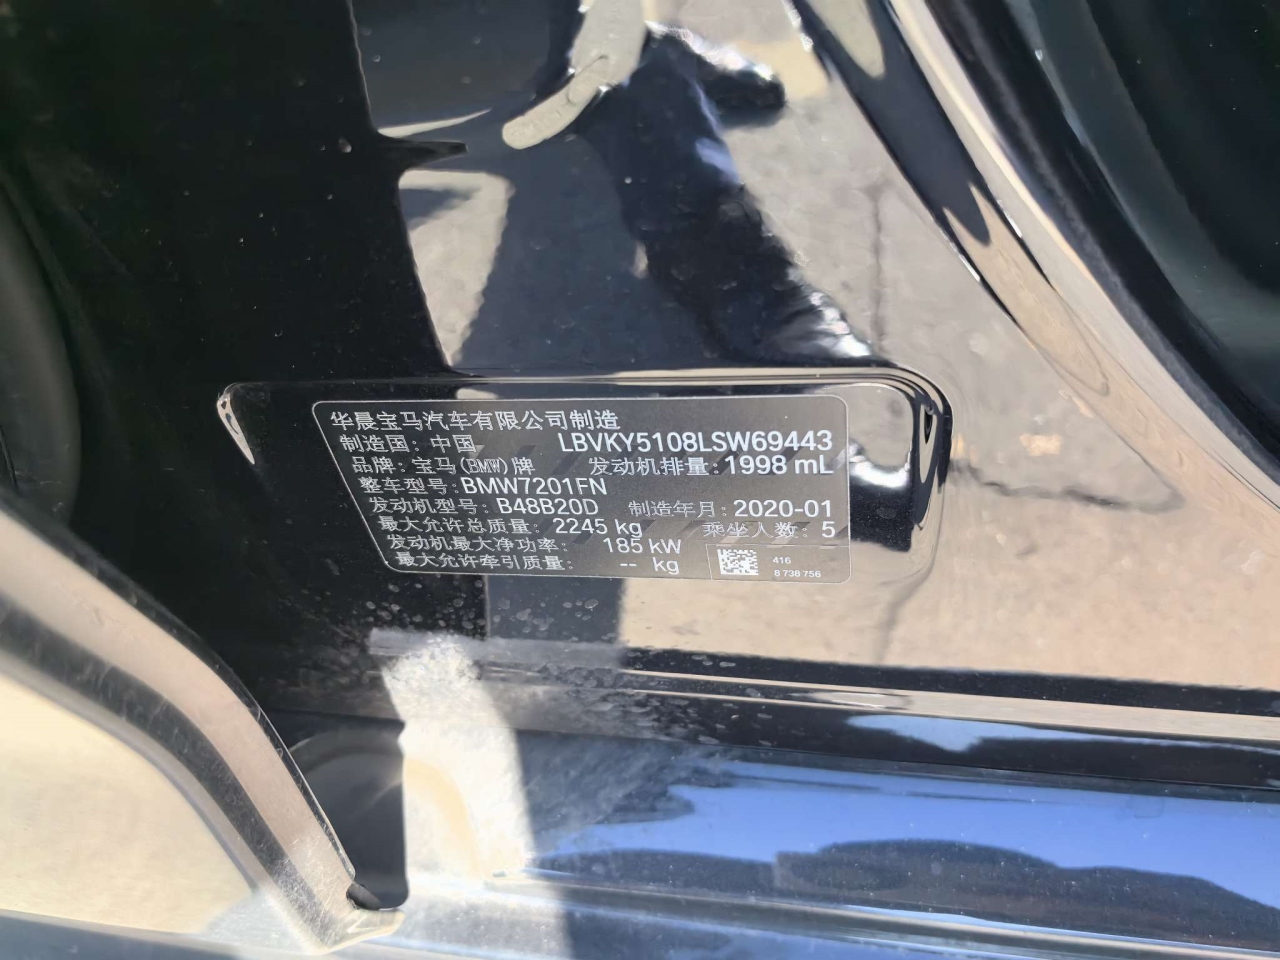 华晨宝马汽车有限公司制造
制造国：中国 LBVKY5108LSW69443
品牌：宝马(BMW)牌 发动机排量：1998 mL
整车型号：BMW7201FN
发动机型号：B48B20D 制造年月：2020-01
最大允许总质量：2245 kg 乘坐人数：5
发动机最大净功率：185 kW
最大允许牵引质量：-- kg
416
8 738 756